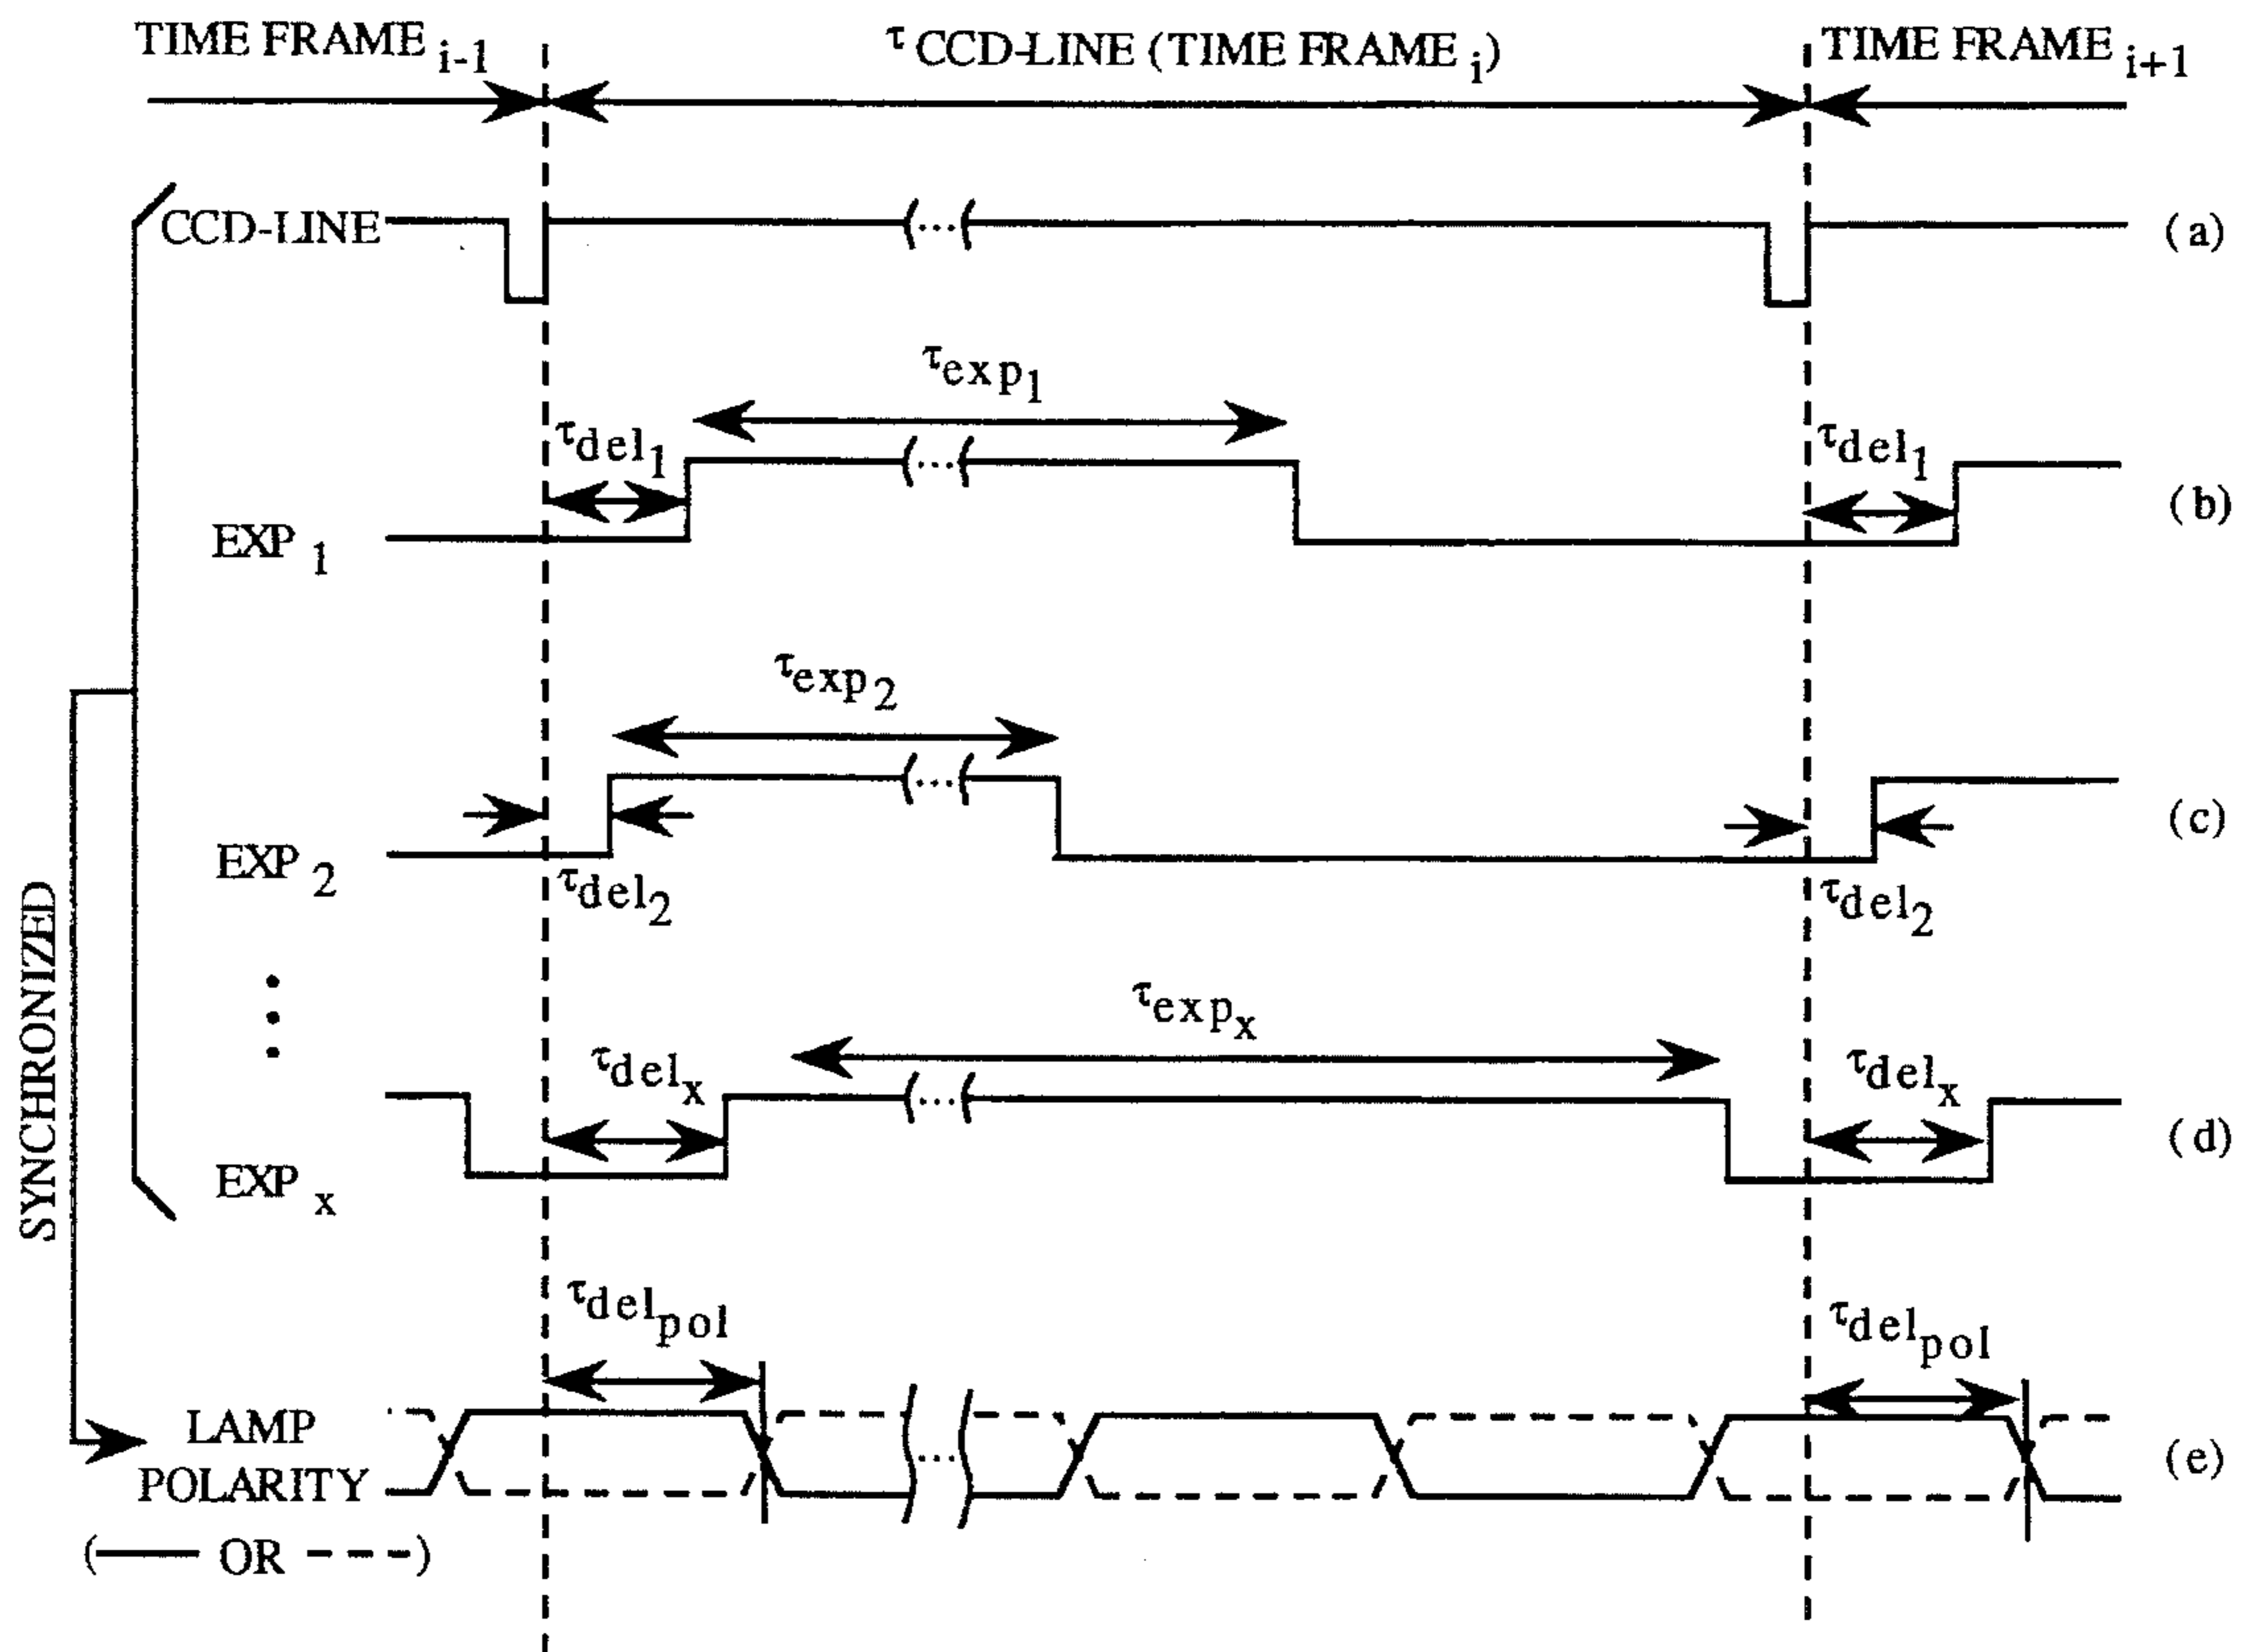 TIME FRAME i-1 τ CCD-LINE (TIME FRAME i) TIME FRAME i+1
CCD-LINE (...( (a)
τexp1
τdel1 (...( τdel1
EXP 1 (b)
τexp2
(...( (c)
EXP 2 τdel2 τdel2
τexpx
τdelx (...( τdelx
EXP x (d)
SYNCHRONIZED
τdelpol τdelpol
LAMP
POLARITY ... (e)
(—— OR ----)